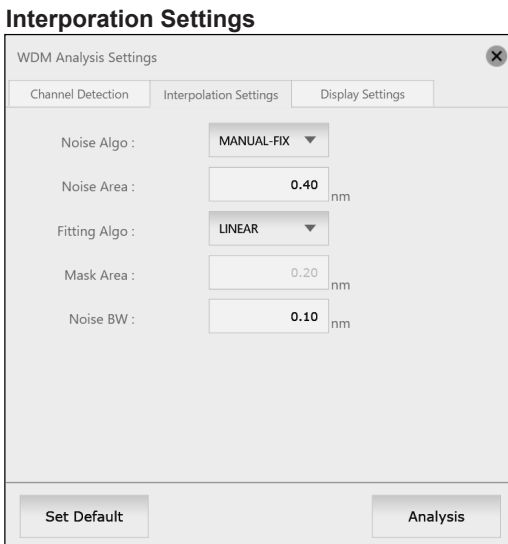 Interporation Settings
WDM Analysis Settings
Channel Detection Interpolation Settings Display Settings
Noise Algo : MANUAL-FIX
Noise Area : 0.40 nm
Fitting Algo : LINEAR
Mask Area : 0.20 nm
Noise BW : 0.10 nm
Set Default Analysis